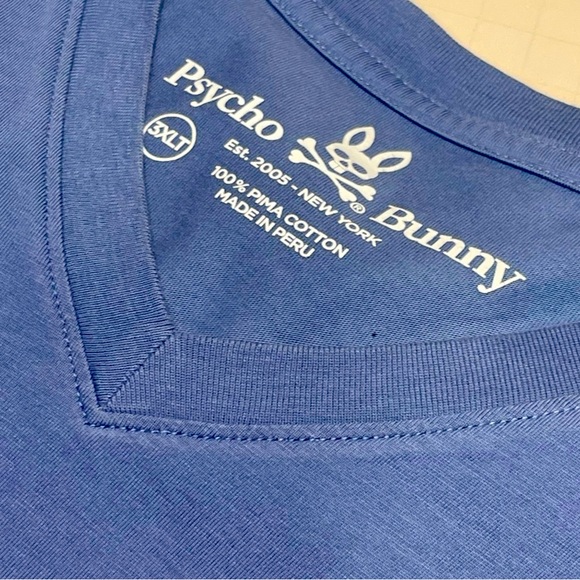 Psycho Bunny
®
3XLT
Est. 2005 - NEW YORK
100% PIMA COTTON
MADE IN PERU